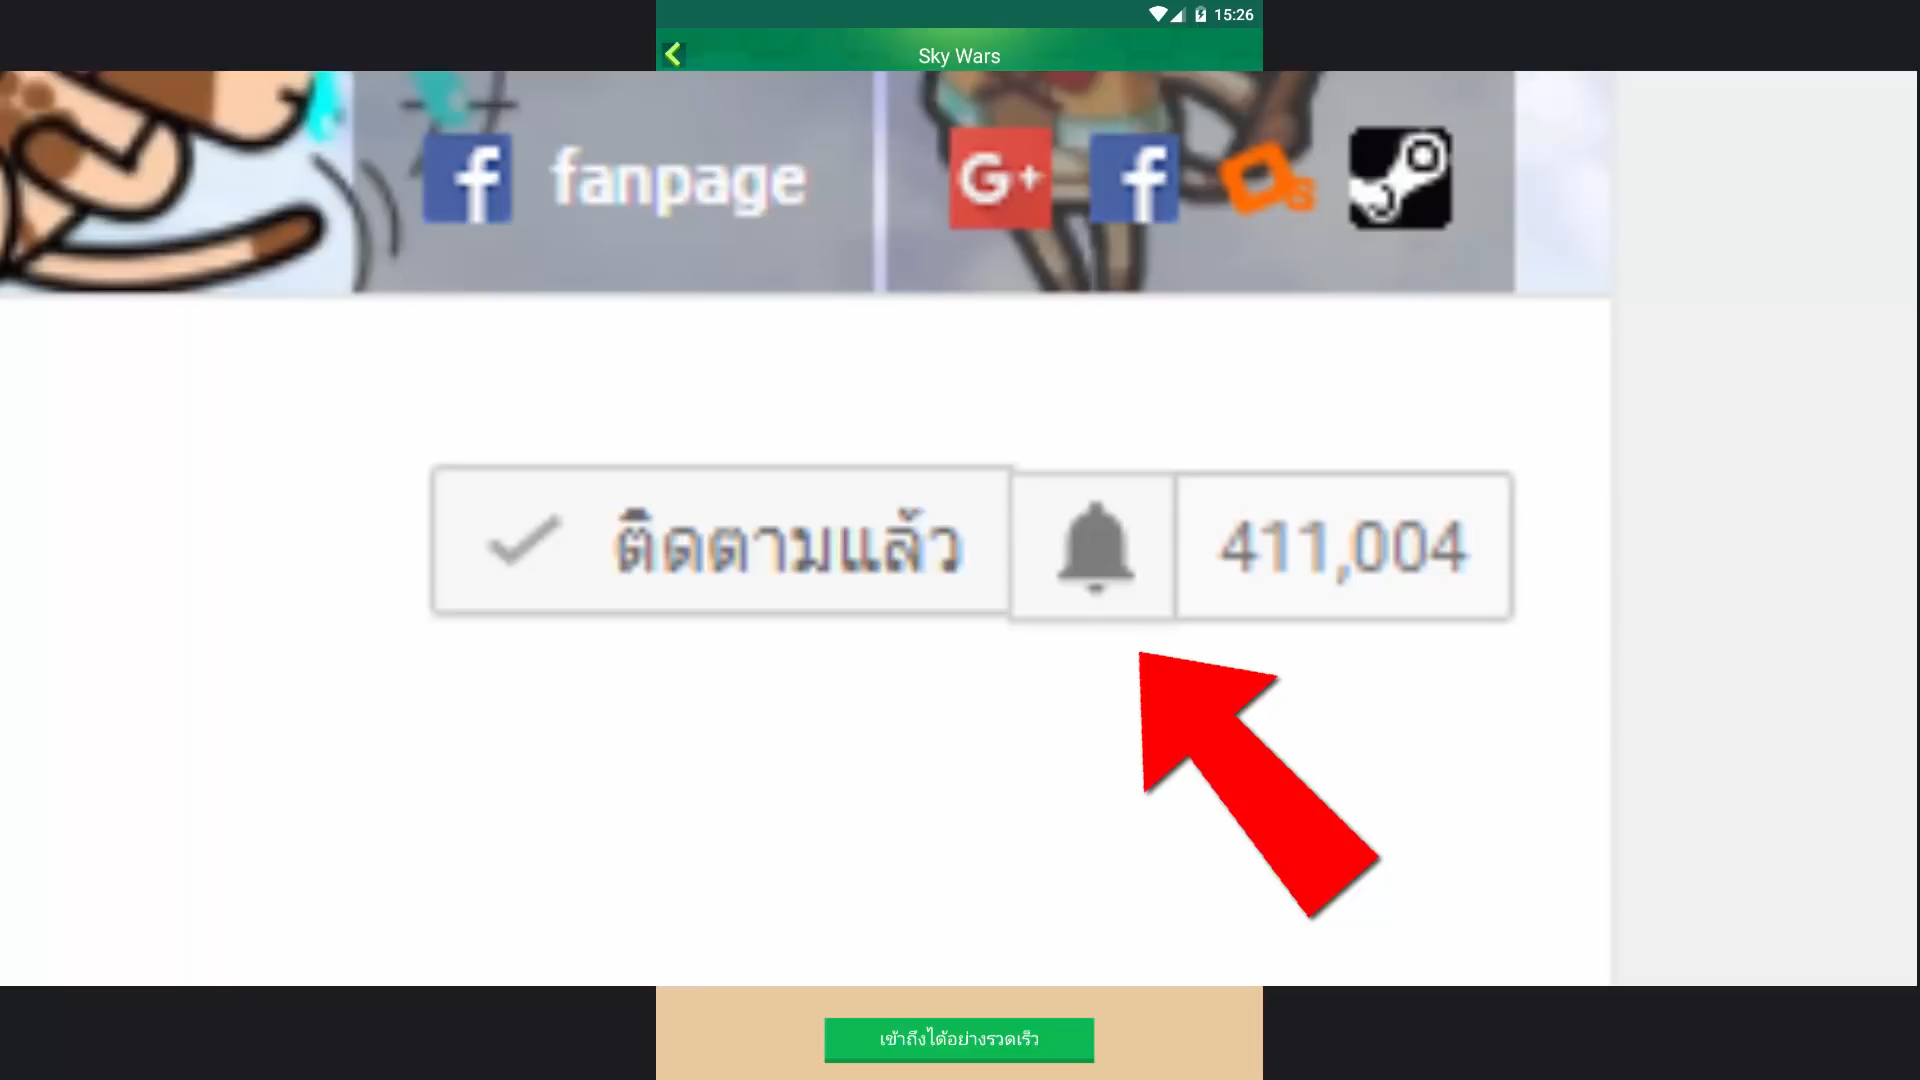 15:26
Sky Wars
f fanpage G+ f s
ติดตามแล้ว 411,004
เข้าถึงได้อย่างรวดเร็ว